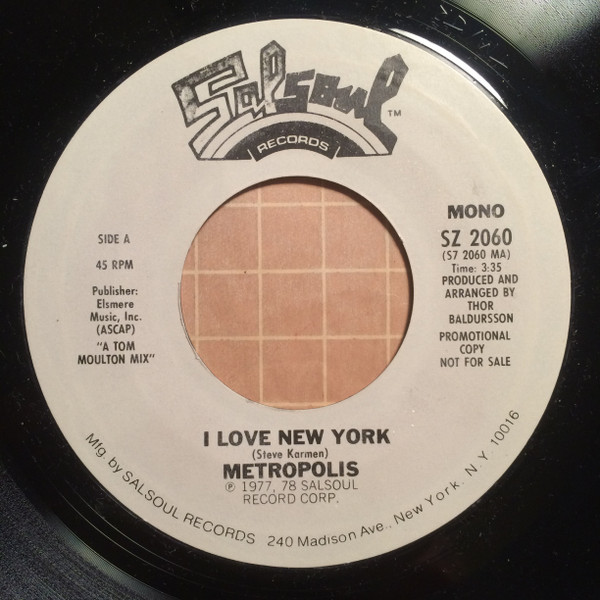 Salsoul™
RECORDS
SIDE A
45 RPM
Publisher:
Elsmere
Music, Inc.
(ASCAP)
"A TOM
MOULTON MIX"
MONO
SZ 2060
(S7 2060 MA)
Time: 3:35
PRODUCED AND
ARRANGED BY
THOR
BALDURSSON
PROMOTIONAL
COPY
NOT FOR SALE
I LOVE NEW YORK
(Steve Karmen)
METROPOLIS
℗ 1977, 78 SALSOUL
RECORD CORP.
Mfg. by SALSOUL RECORDS 240 Madison Ave., New York, N.Y. 10016